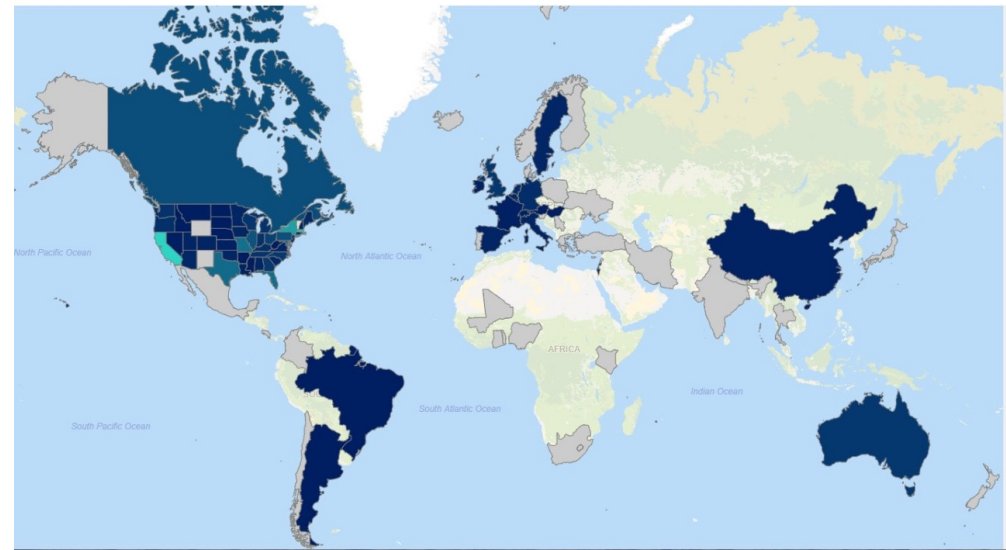 North Pacific Ocean
North Atlantic Ocean
AFRICA
Indian Ocean
South Atlantic Ocean
South Pacific Ocean